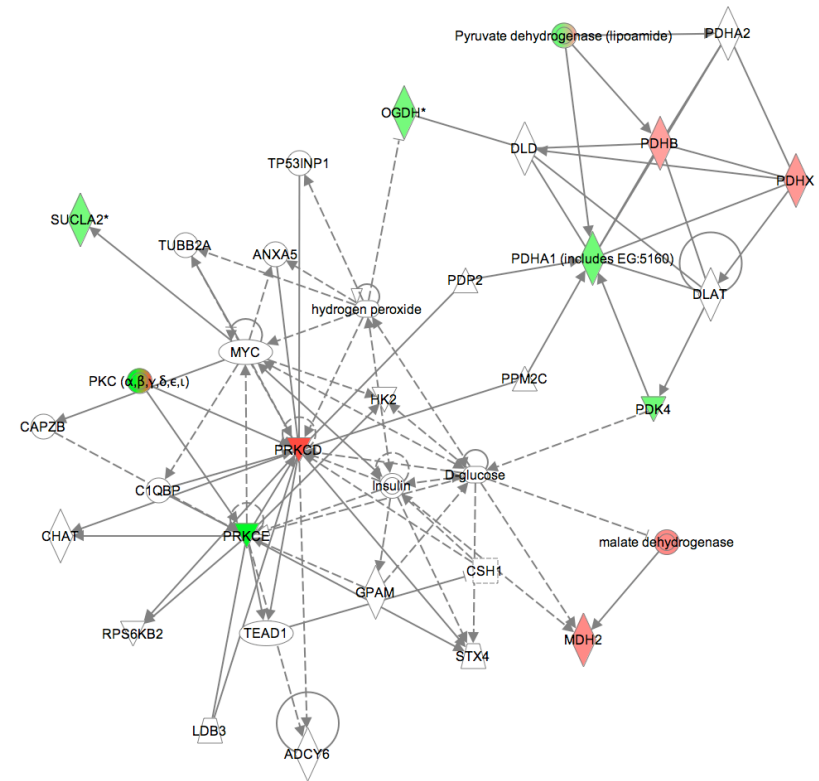 Pyruvate dehydrogenase (lipoamide)
PDHA2
OGDH*
DLD
PDHB
TP53INP1
PDHX
SUCLA2*
TUBB2A
ANXA5
PDHA1 (includes EG:5160)
PDP2
DLAT
hydrogen peroxide
MYC
PKC (α,β,γ,δ,ε,ι)
PPM2C
HK2
PDK4
CAPZB
PRKCD
D-glucose
Insulin
C1QBP
CHAT
PRKCE
malate dehydrogenase
CSH1
GPAM
RPS6KB2
TEAD1
MDH2
STX4
LDB3
ADCY6